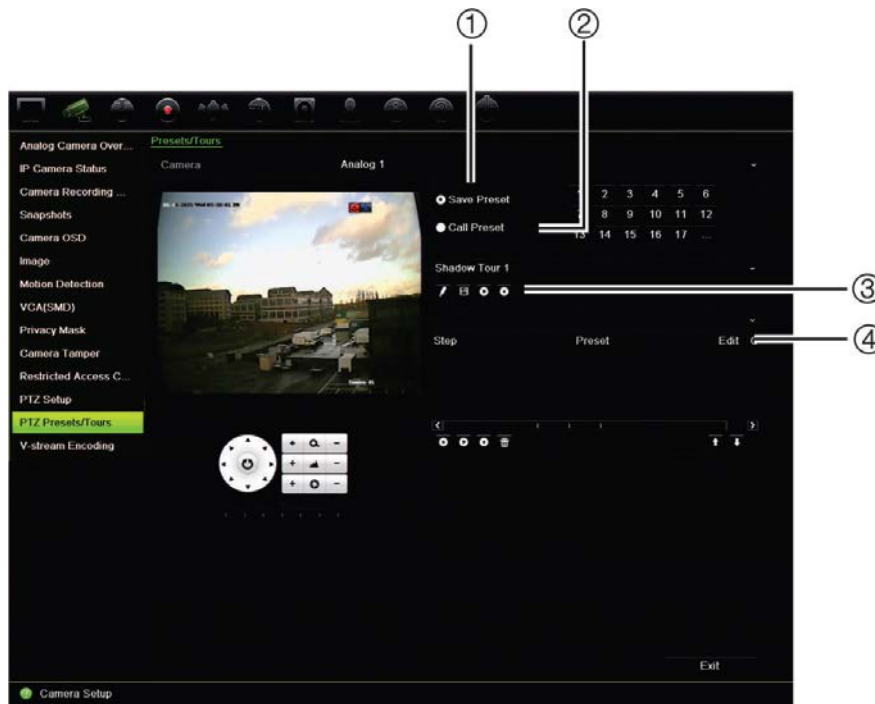 ① ②
Presets/Tours
Camera Analog 1
Analog Camera Over...
IP Camera Status
Camera Recording ...
Snapshots
Camera OSD
Image
Motion Detection
VCA(SMD)
Privacy Mask
Camera Tamper
Restricted Access C...
PTZ Setup
PTZ Presets/Tours
V-stream Encoding
Save Preset
Call Preset
2 3 4 5 6
8 9 10 11 12
13 14 15 16 17 ...
Shadow Tour 1
③
Step Preset Edit
④
Exit
Camera Setup